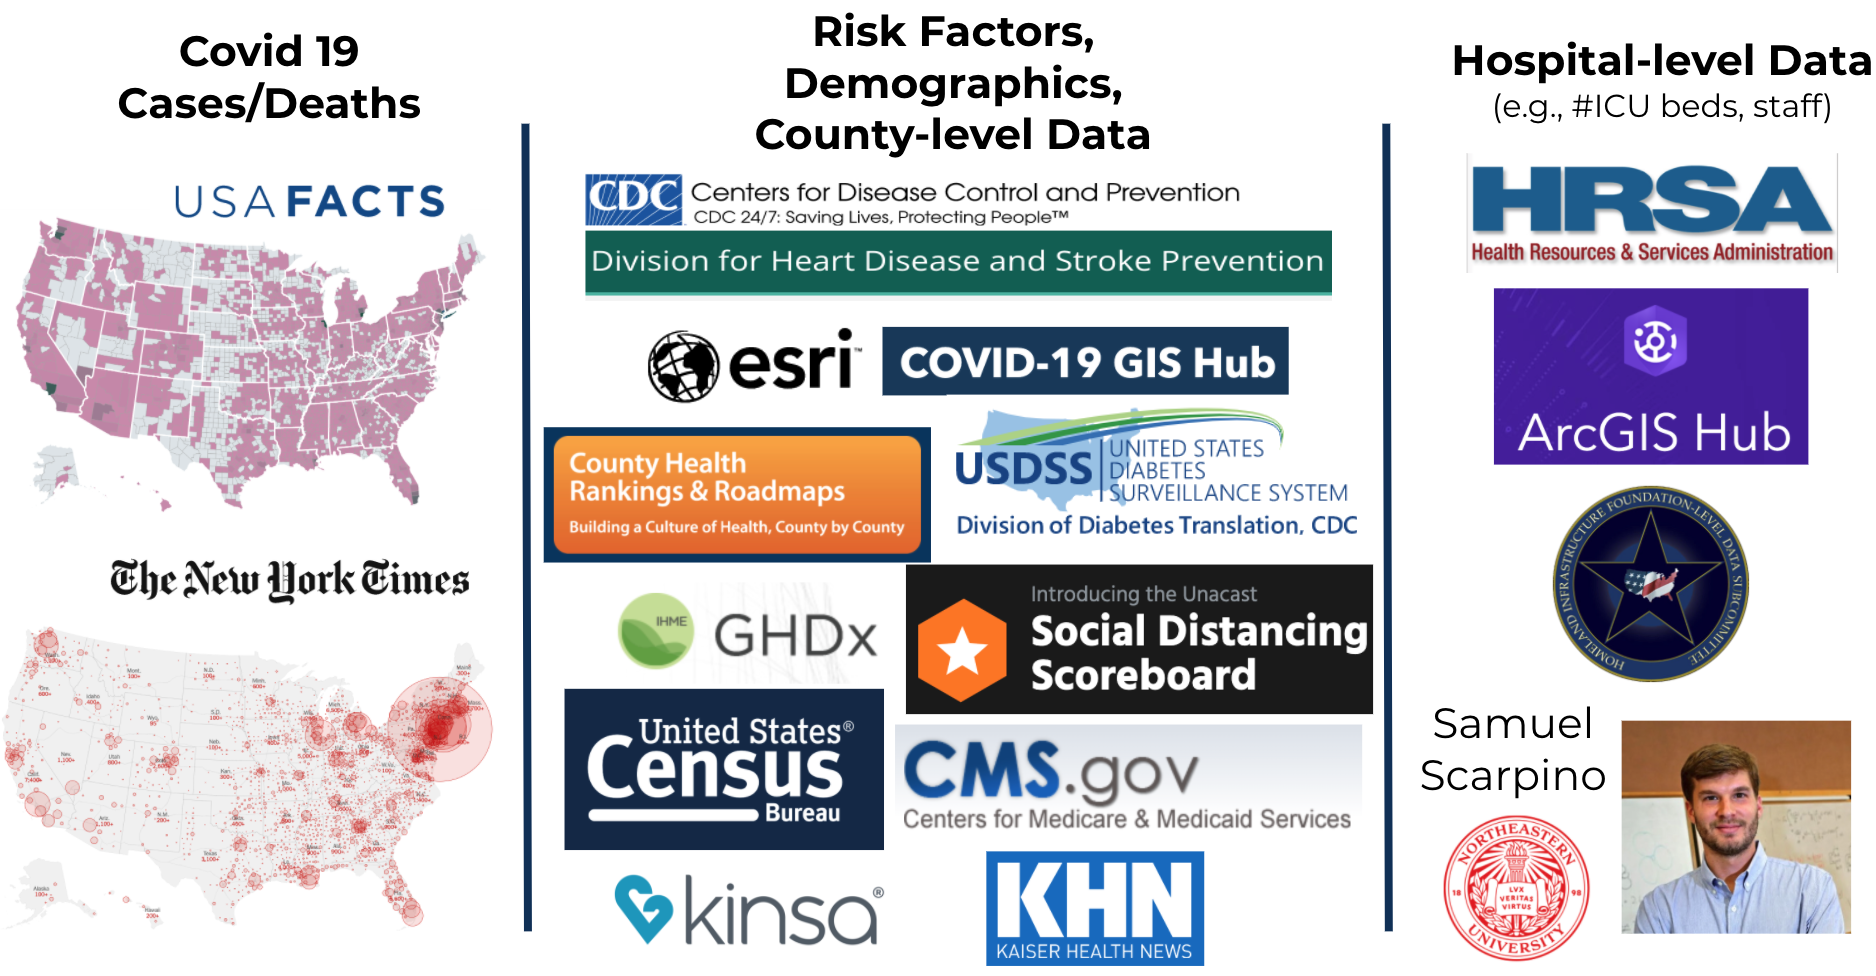 Covid 19
Cases/Deaths
USAFACTS
The New York Times
Risk Factors,
Demographics,
County-level Data
CDC Centers for Disease Control and Prevention
CDC 24/7: Saving Lives, Protecting People™
Division for Heart Disease and Stroke Prevention
esri™
COVID-19 GIS Hub
County Health
Rankings & Roadmaps
Building a Culture of Health, County by County
USDSS
UNITED STATES
DIABETES
SURVEILLANCE SYSTEM
Division of Diabetes Translation, CDC
IHME
GHDx
Introducing the Unacast
Social Distancing
Scoreboard
United States®
Census
Bureau
CMS.gov
Centers for Medicare & Medicaid Services
kinsa®
KHN
KAISER HEALTH NEWS
Hospital-level Data
(e.g., #ICU beds, staff)
HRSA
Health Resources & Services Administration
ArcGIS Hub
HOMELAND INFRASTRUCTURE FOUNDATION-LEVEL DATA SUBCOMMITTEE
Samuel
Scarpino
NORTHEASTERN
18 98
LVX
VERITAS
VIRTUS
UNIVERSITY